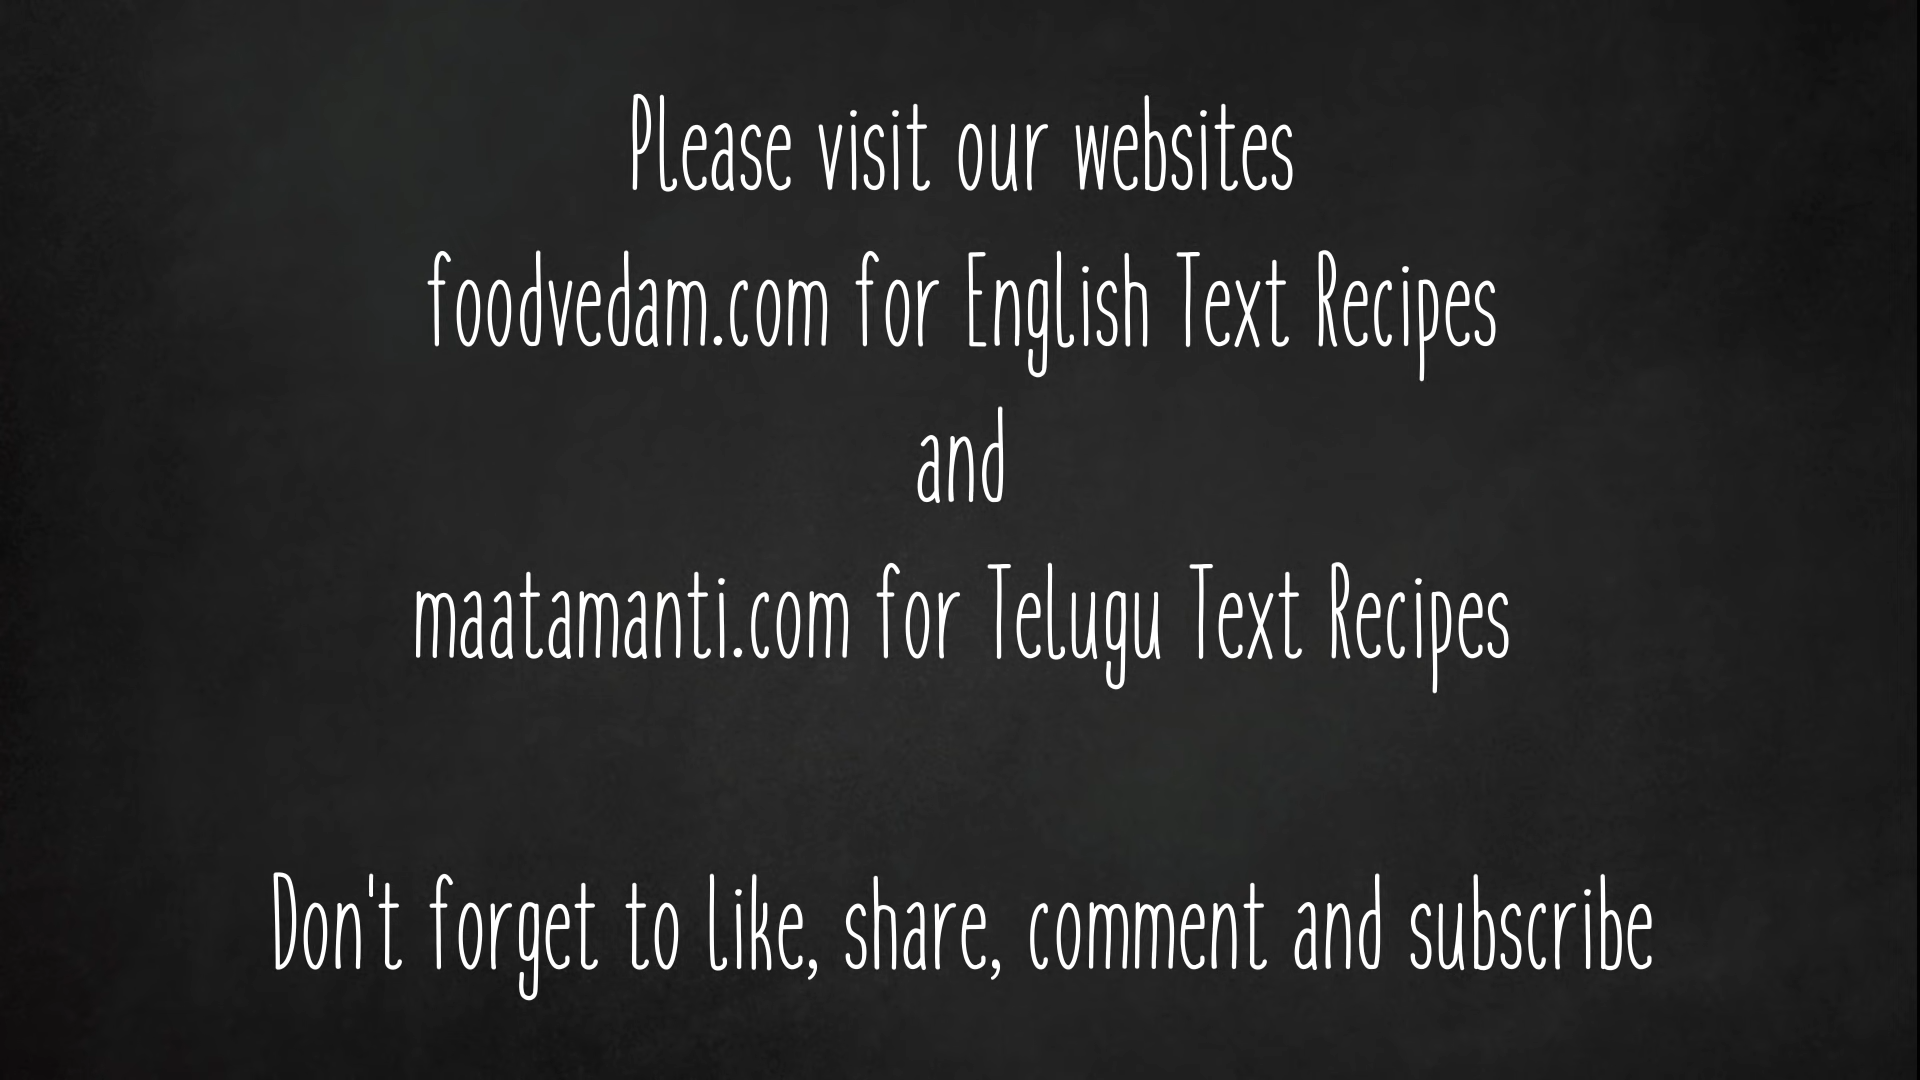 Please visit our websites
foodvedam.com for English Text Recipes
and
maatamanti.com for Telugu Text Recipes
Don't forget to like, share, comment and subscribe